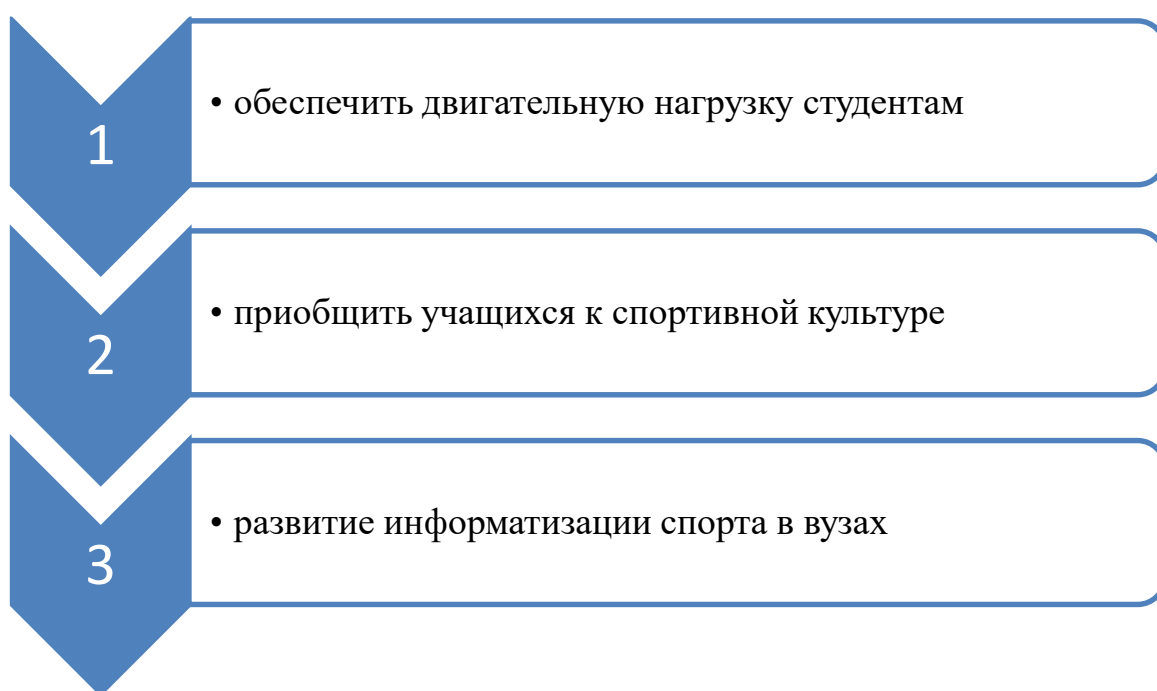 1
• обеспечить двигательную нагрузку студентам
2
• приобщить учащихся к спортивной культуре
3
• развитие информатизации спорта в вузах